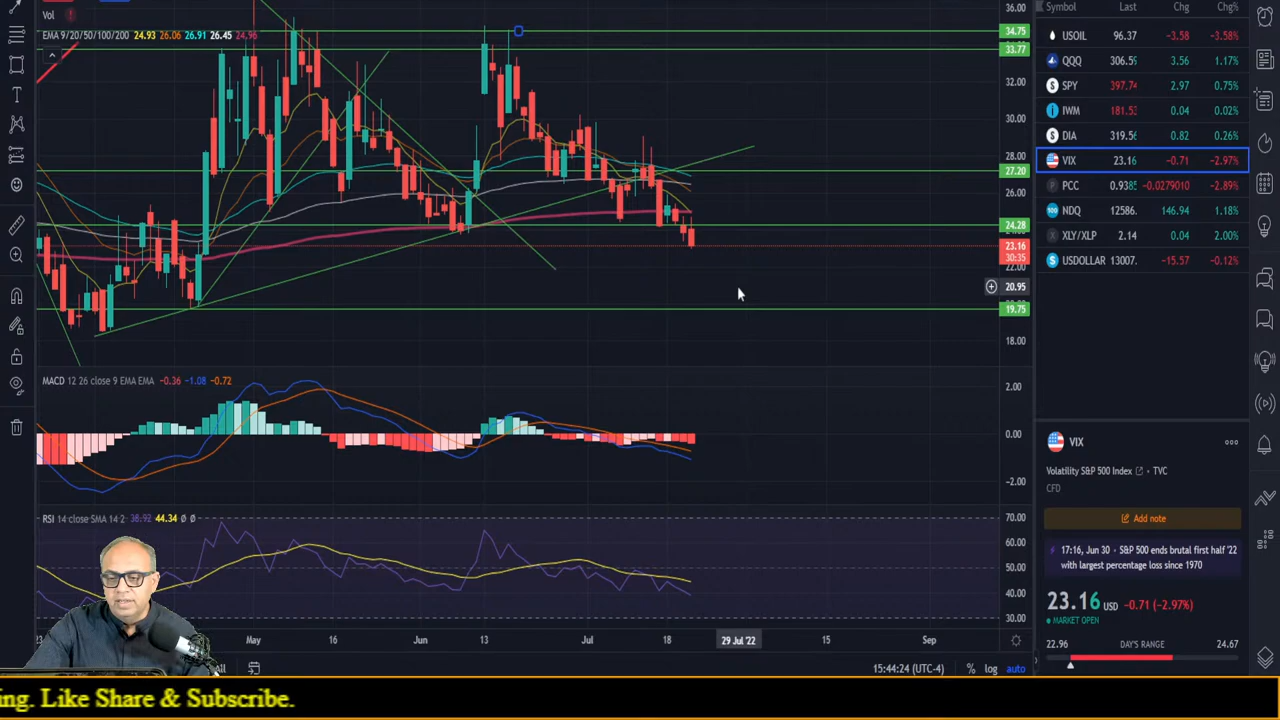 Vol
EMA 9/20/50/100/200 24.93 26.06 26.91 26.45 24.96
36.00
34.75
33.77
32.00
30.00
28.00
27.20
26.00
24.28
23.16
30:35
22.00
20.95
19.75
18.00
MACD 12 26 close 9 EMA EMA -0.36 -1.08 -0.72
2.00
0.00
-2.00
RSI 14 close SMA 14 2 38.92 44.34 Ø Ø
70.00
60.00
50.00
40.00
30.00
May 16 Jun 13 Jul 18 29 Jul '22 15 Sep
15:44:24 (UTC-4) % log auto
Symbol Last Chg Chg%
USOIL 96.37 -3.58 -3.58%
QQQ 306.59 3.56 1.17%
SPY 397.74 2.97 0.75%
IWM 181.53 0.04 0.02%
DIA 319.56 0.82 0.26%
VIX 23.16 -0.71 -2.97%
PCC 0.9385 -0.0279010 -2.89%
NDQ 12586. 146.94 1.18%
XLY/XLP 2.14 0.04 2.00%
USDOLLAR 13007. -15.57 -0.12%
VIX
Volatility S&P 500 Index • TVC
CFD
Add note
17:16, Jun 30 • S&P 500 ends brutal first half '22
with largest percentage loss since 1970
23.16 USD -0.71 (-2.97%)
MARKET OPEN
22.96 DAY'S RANGE 24.67
ing. Like Share & Subscribe.